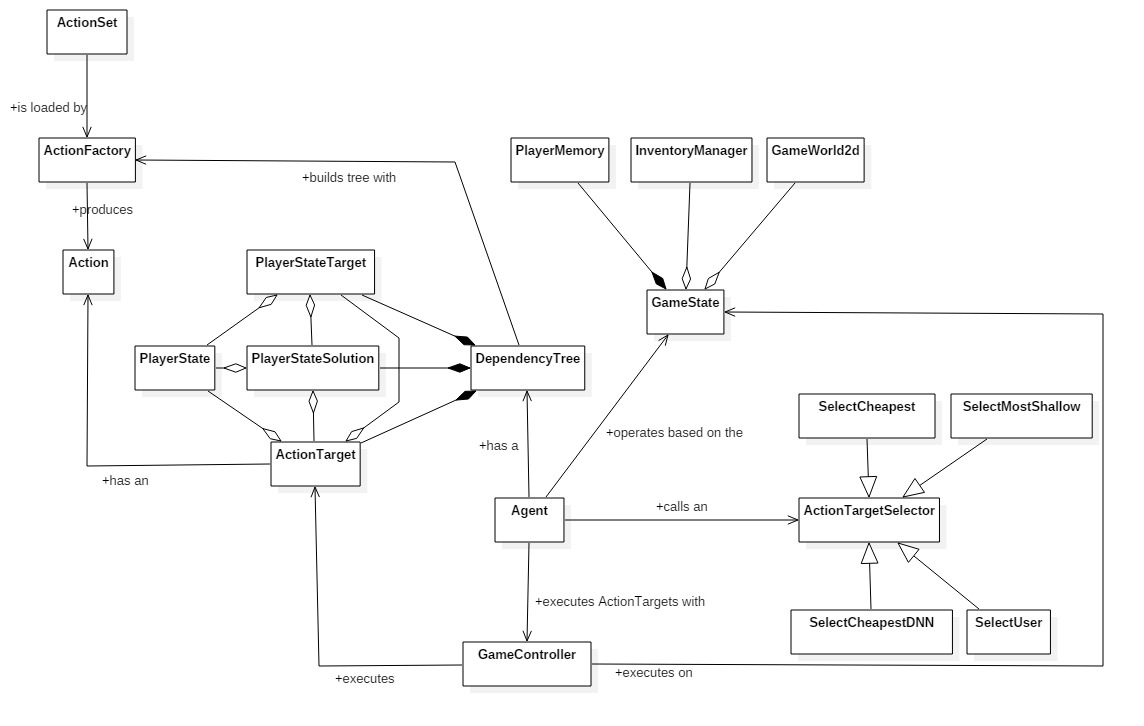 ActionSet
+is loaded by
ActionFactory
+builds tree with
PlayerMemory
InventoryManager
GameWorld2d
+produces
Action
PlayerStateTarget
GameState
PlayerState
PlayerStateSolution
DependencyTree
SelectCheapest
SelectMostShallow
+operates based on the
+has a
ActionTarget
+has an
+calls an
Agent
ActionTargetSelector
+executes ActionTargets with
SelectCheapestDNN
SelectUser
GameController
+executes on
+executes